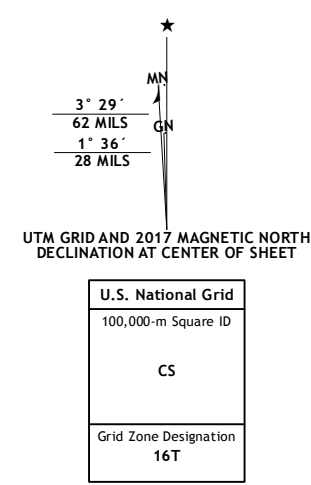 ★
MN
3° 29´
62 MILS
GN
1° 36´
28 MILS
UTM GRID AND 2017 MAGNETIC NORTH
DECLINATION AT CENTER OF SHEET
U.S. National Grid
100,000-m Square ID
CS
Grid Zone Designation
16T